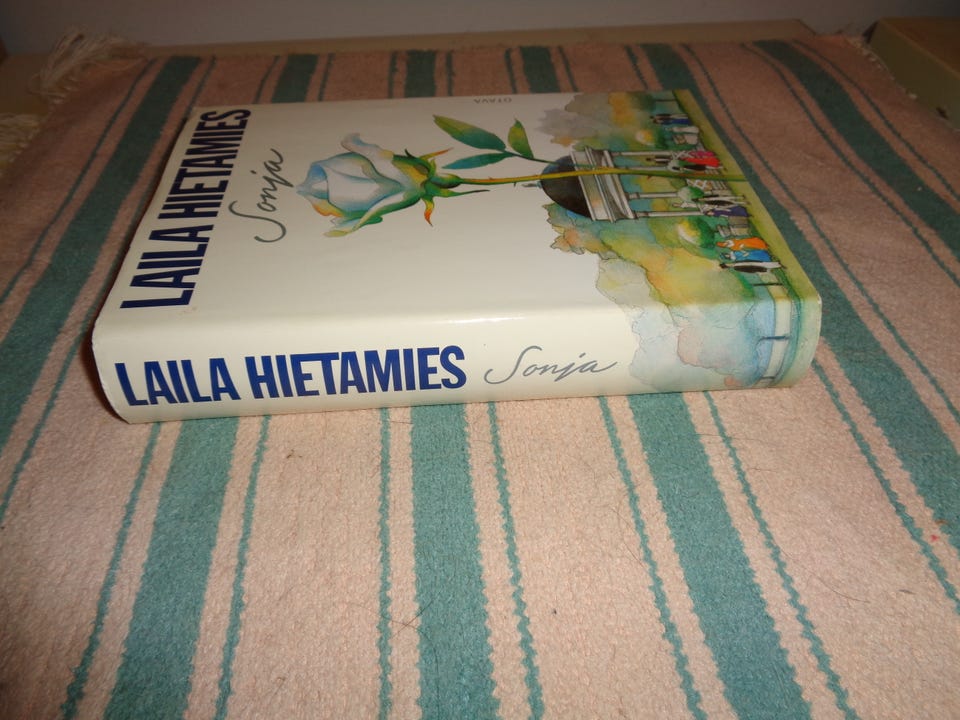 LAILA HIETAMIES
Sonja
OTAVA
LAILA HIETAMIES Sonja